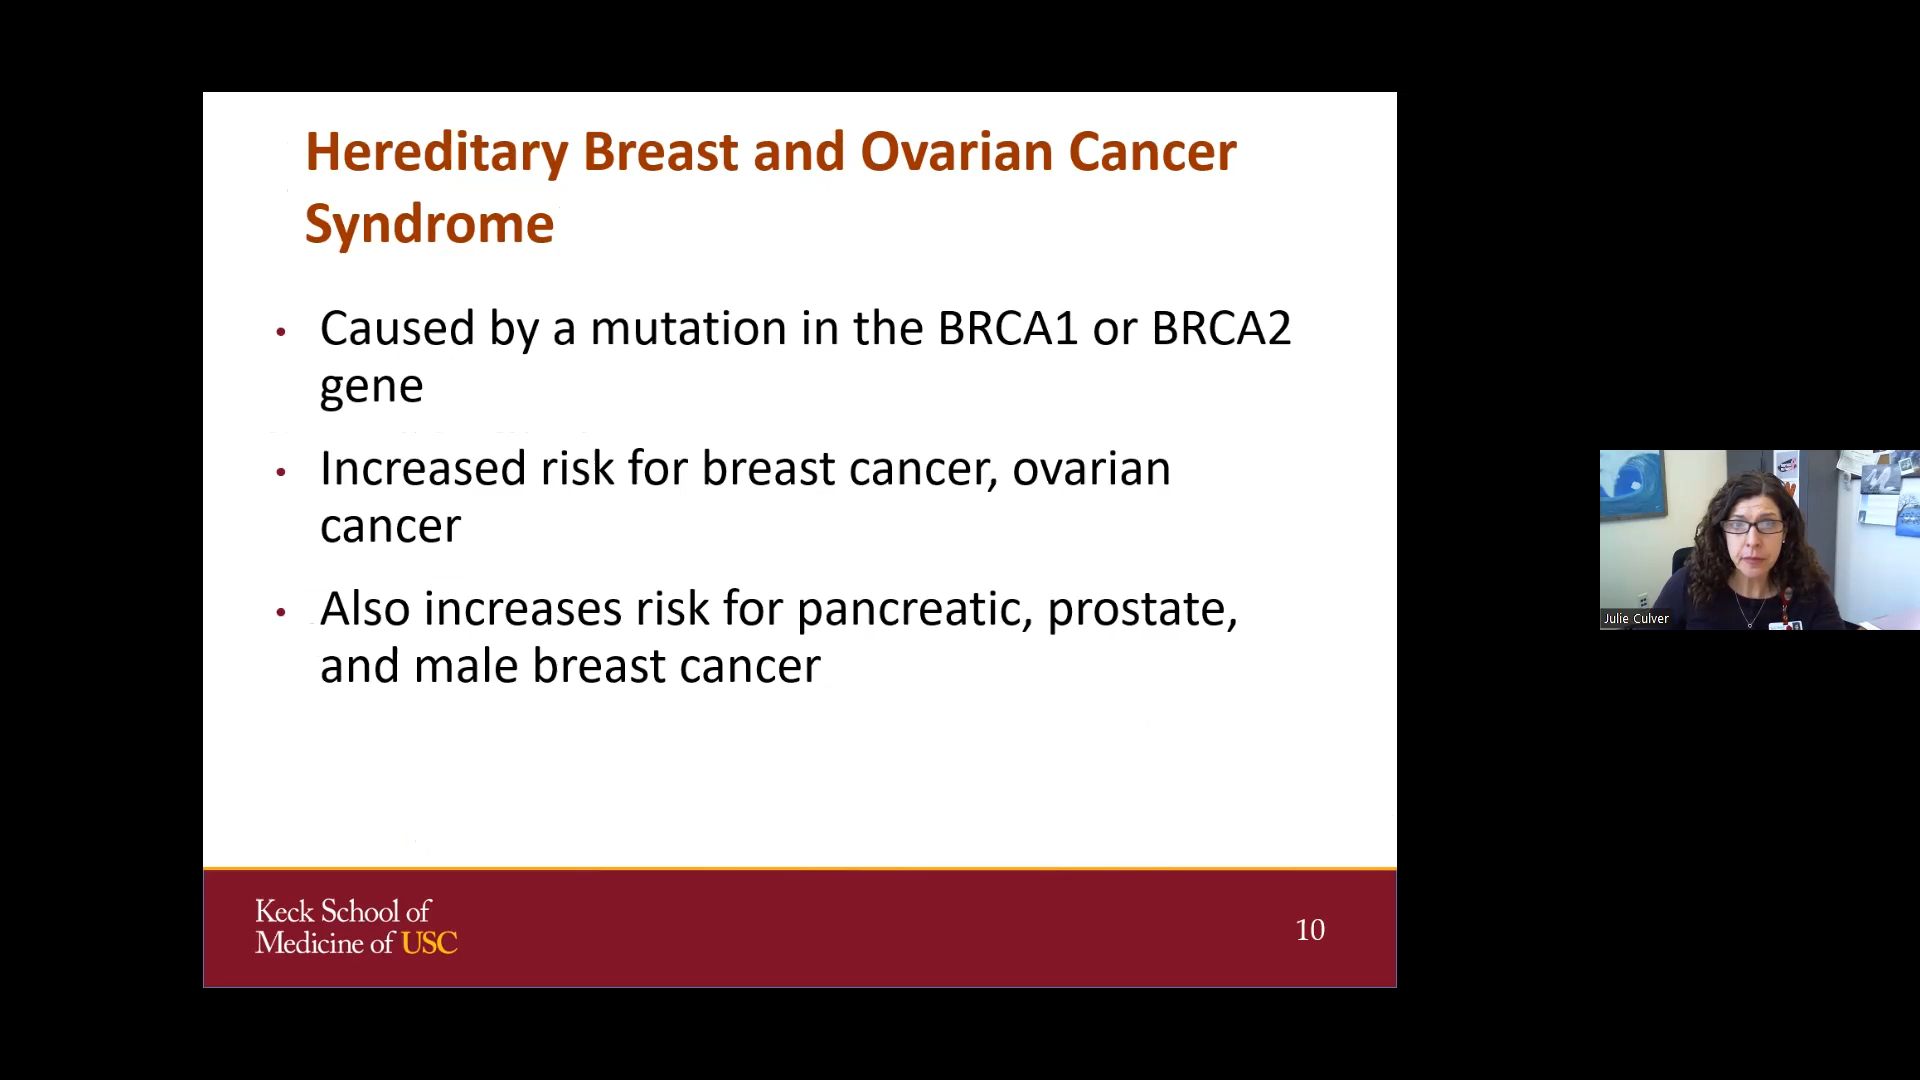 Hereditary Breast and Ovarian Cancer
Syndrome
• Caused by a mutation in the BRCA1 or BRCA2
gene
• Increased risk for breast cancer, ovarian
cancer
• Also increases risk for pancreatic, prostate,
and male breast cancer
Keck School of
Medicine of USC
10
Julie Culver